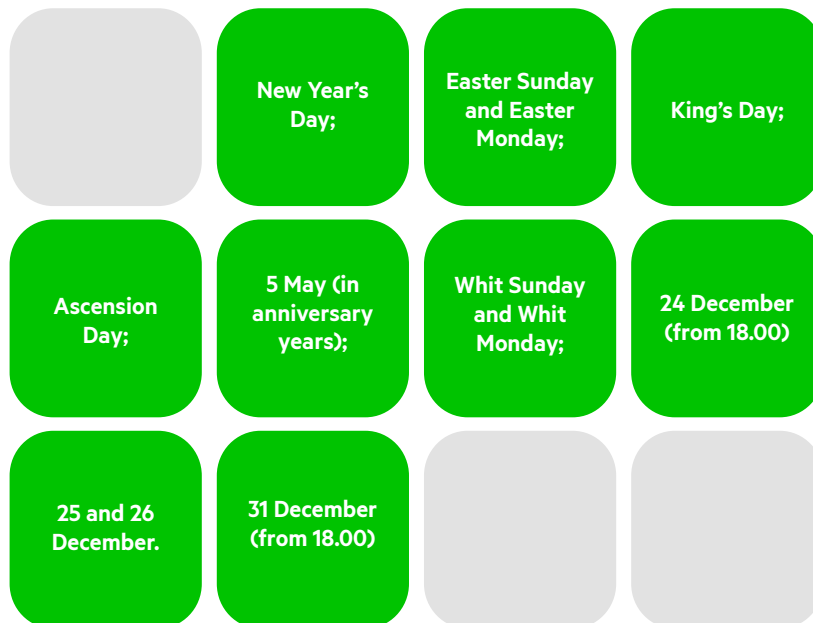 New Year’s
Day;
Easter Sunday
and Easter
Monday;
King’s Day;
Ascension
Day;
5 May (in
anniversary
years);
Whit Sunday
and Whit
Monday;
24 December
(from 18.00)
25 and 26
December.
31 December
(from 18.00)